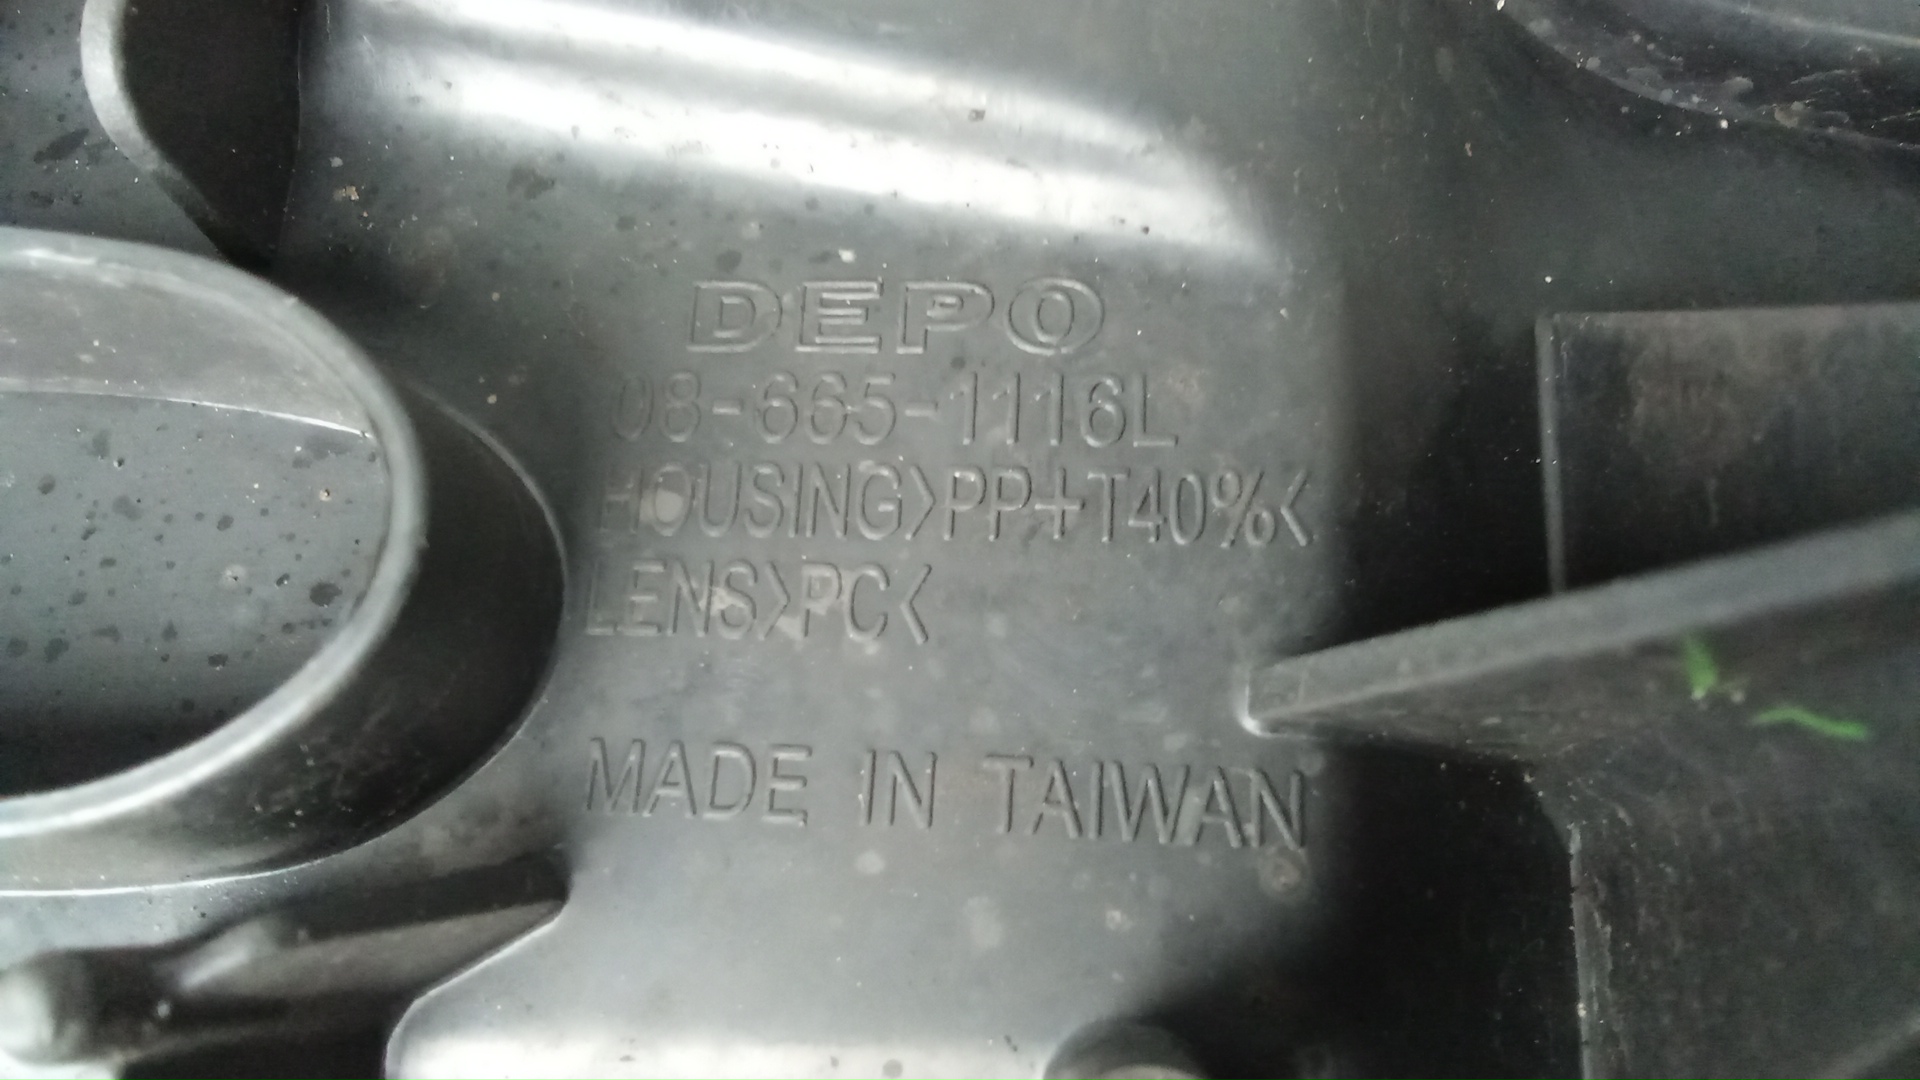 DEPO
08-665-1116L
HOUSING>PP+T40%<
LENS>PC<
MADE IN TAIWAN